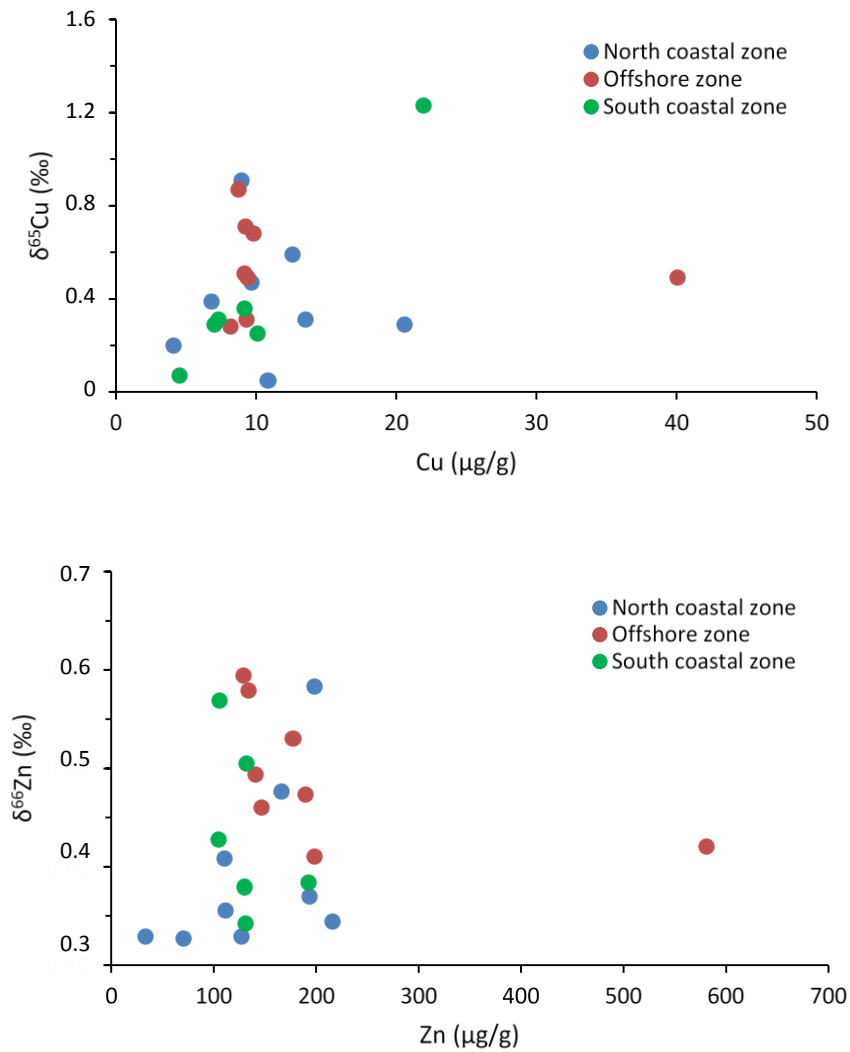 1.6
1.2
0.8
0.4
0
δ⁶⁵Cu (‰)
North coastal zone
Offshore zone
South coastal zone
0 10 20 30 40 50
Cu (µg/g)
0.7
0.6
0.5
0.4
0.3
δ⁶⁶Zn (‰)
North coastal zone
Offshore zone
South coastal zone
0 100 200 300 400 500 600 700
Zn (µg/g)